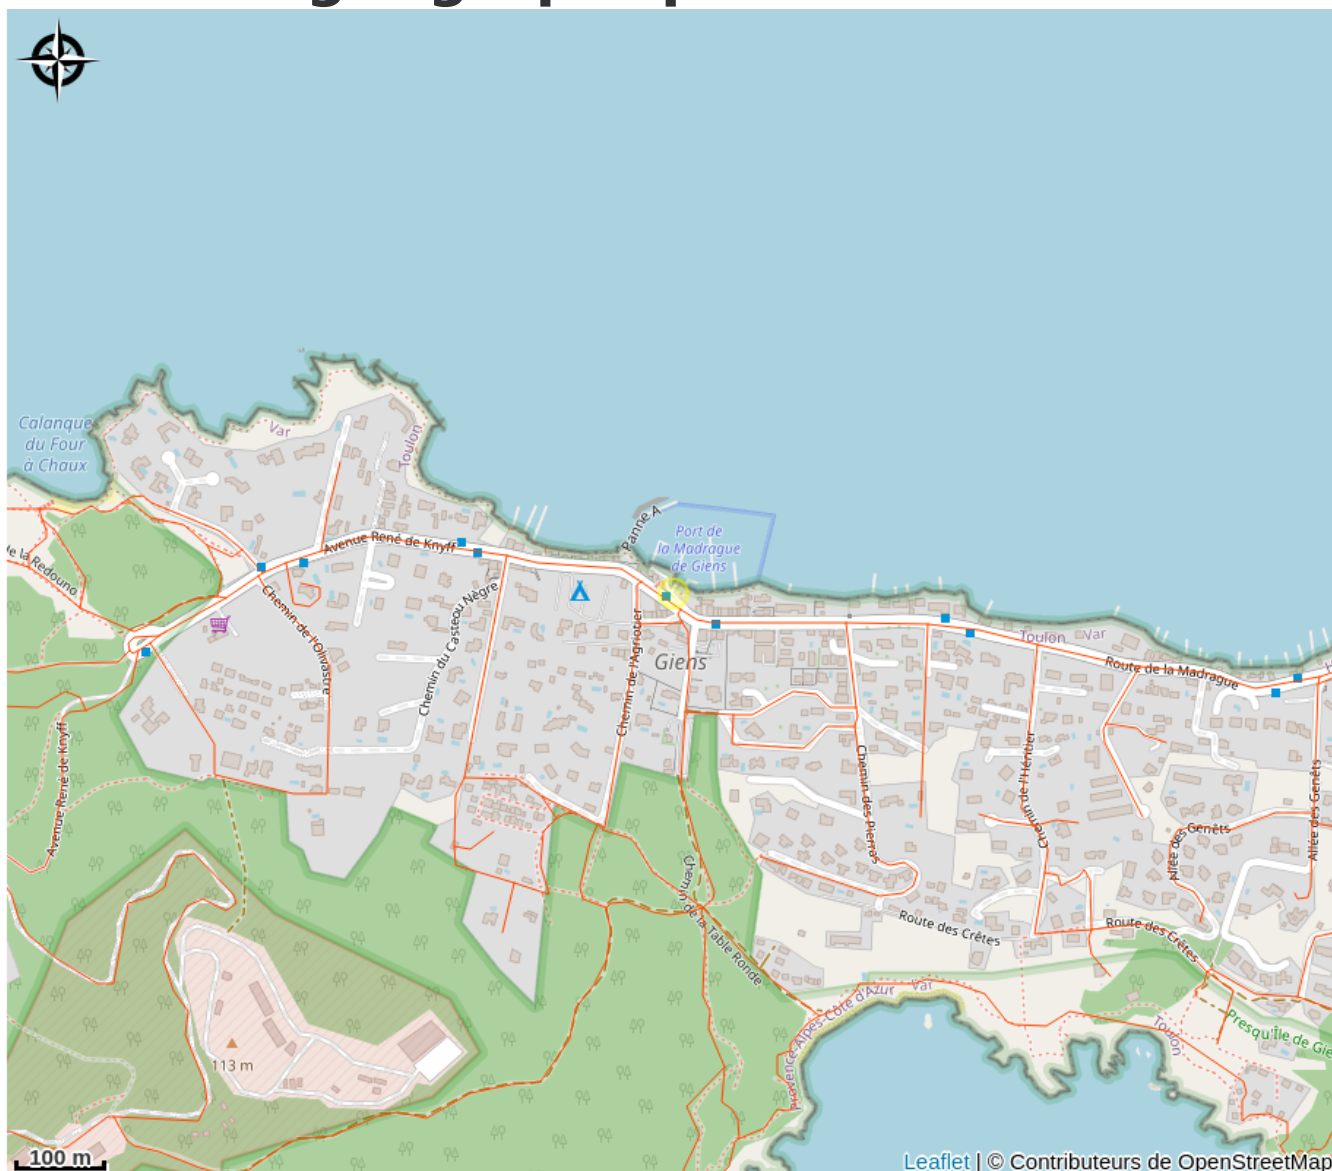 Calanque
du Four
à Chaux
Var
Toulon
Panne A
Port de
la Madrague
de Giens
Avenue René de Knyff
de la Redouno
Chemin de l'Olivastre
Chemin du Casteou Nègre
Chemin de l'Agriotier
Giens
Toulon
Var
Route de la Madrague
Avenue René de Knyff
Chemin des Pierras
Chemin de l'Héritier
Allée des Genêts
Allée des Genêts
Chemin de la Table Ronde
Route des Crêtes
Route des Crêtes
Provence-Alpes-Côte d'Azur
Var
Toulon
Presqu'île de Gie
113 m
100 m
Leaflet | © Contributeurs de OpenStreetMap